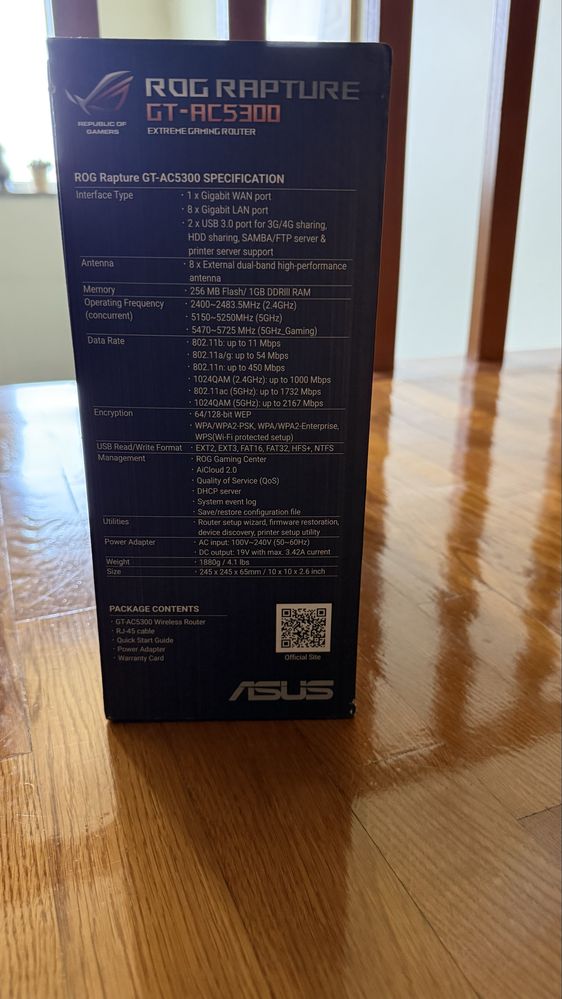 REPUBLIC OF
GAMERS
ROG RAPTURE
GT-AC5300
EXTREME GAMING ROUTER
ROG Rapture GT-AC5300 SPECIFICATION
Interface Type · 1 x Gigabit WAN port
· 8 x Gigabit LAN port
· 2 x USB 3.0 port for 3G/4G sharing,
HDD sharing, SAMBA/FTP server &
printer server support
Antenna · 8 x External dual-band high-performance
antenna
Memory · 256 MB Flash/ 1GB DDRIII RAM
Operating Frequency · 2400~2483.5MHz (2.4GHz)
(concurrent) · 5150~5250MHz (5GHz)
· 5470~5725 MHz (5GHz_Gaming)
Data Rate · 802.11b: up to 11 Mbps
· 802.11a/g: up to 54 Mbps
· 802.11n: up to 450 Mbps
· 1024QAM (2.4GHz): up to 1000 Mbps
· 802.11ac (5GHz): up to 1732 Mbps
· 1024QAM (5GHz): up to 2167 Mbps
Encryption · 64/128-bit WEP
· WPA/WPA2-PSK, WPA/WPA2-Enterprise,
WPS(Wi-Fi protected setup)
USB Read/Write Format · EXT2, EXT3, FAT16, FAT32, HFS+, NTFS
Management · ROG Gaming Center
· AiCloud 2.0
· Quality of Service (QoS)
· DHCP server
· System event log
· Save/restore configuration file
Utilities · Router setup wizard, firmware restoration,
device discovery, printer setup utility
Power Adapter · AC input: 100V~240V (50~60Hz)
· DC output: 19V with max. 3.42A current
Weight · 1880g / 4.1 lbs
Size · 245 x 245 x 65mm / 10 x 10 x 2.6 inch
PACKAGE CONTENTS
· GT-AC5300 Wireless Router
· RJ-45 cable
· Quick Start Guide
· Power Adapter
· Warranty Card
Official Site
ASUS